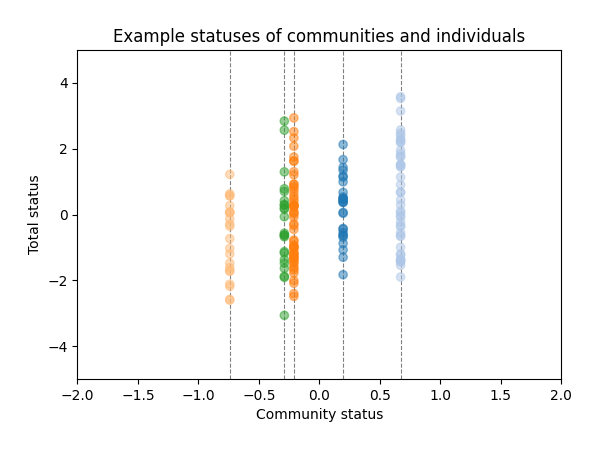 Example statuses of communities and individuals
4
2
0
−2
−4
Total status
−2.0 −1.5 −1.0 −0.5 0.0 0.5 1.0 1.5 2.0
Community status